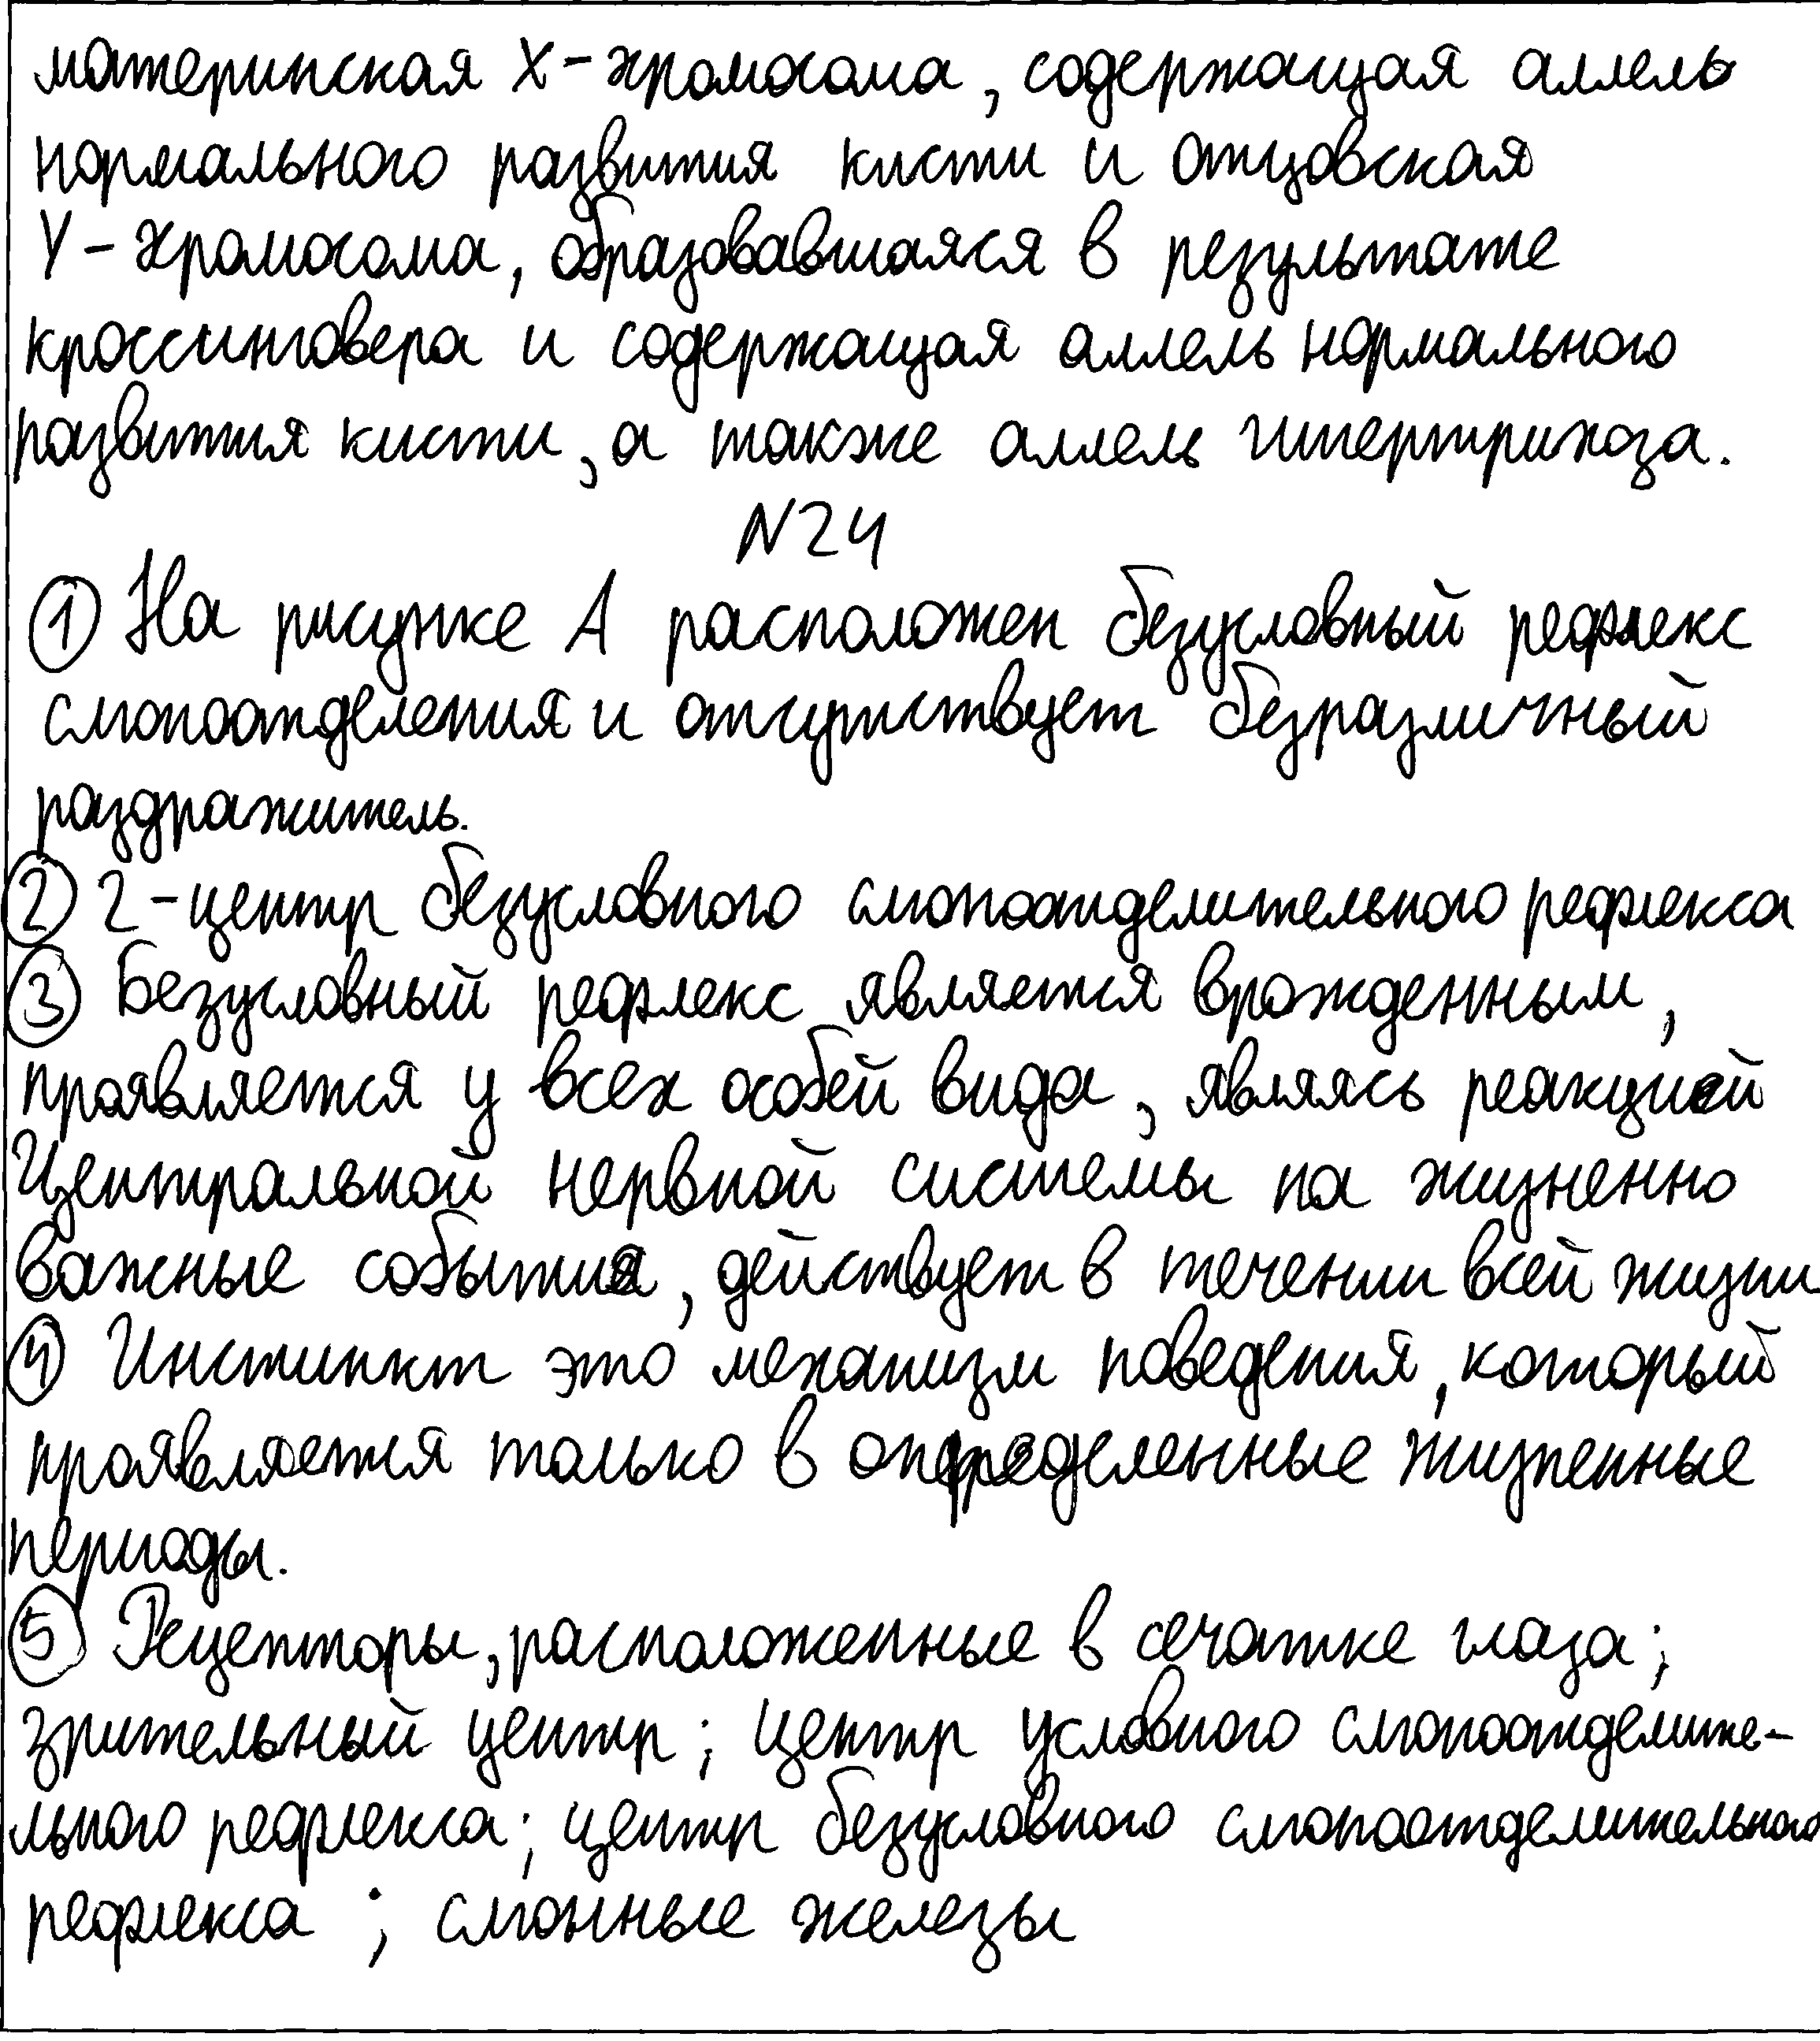 материнская X-хромосома, содержащая аллель
нормального развития кисти и отцовская
Y-хромосома, образовавшаяся в результате
кроссинговера и содержащая аллель нормального
развития кисти, а также аллель гипертрихоза.
N24
① На рисунке А расположен безусловный рефлекс
слюноотделения и отсутствует безразличный
раздражитель.
② 2-центр безусловного слюноотделительного рефлекса
③ Безусловный рефлекс является врожденным,
проявляется у всех особей вида, являясь реакцией
Центральной нервной системы на жизненно
важные события, действует в течении всей жизни
④ Инстинкт это механизм поведения, который
проявляется только в определенные жизненные
периоды.
⑤ Рецепторы, расположенные в сечатке глаза;
зрительный центр; центр условного слюноотделите-
льного рефлекса; центр безусловного слюноотделительного
рефлекса; слюнные железы